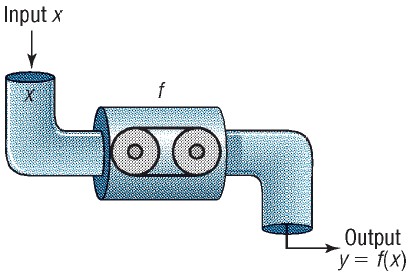 Input x
x
f
Output
y = f(x)